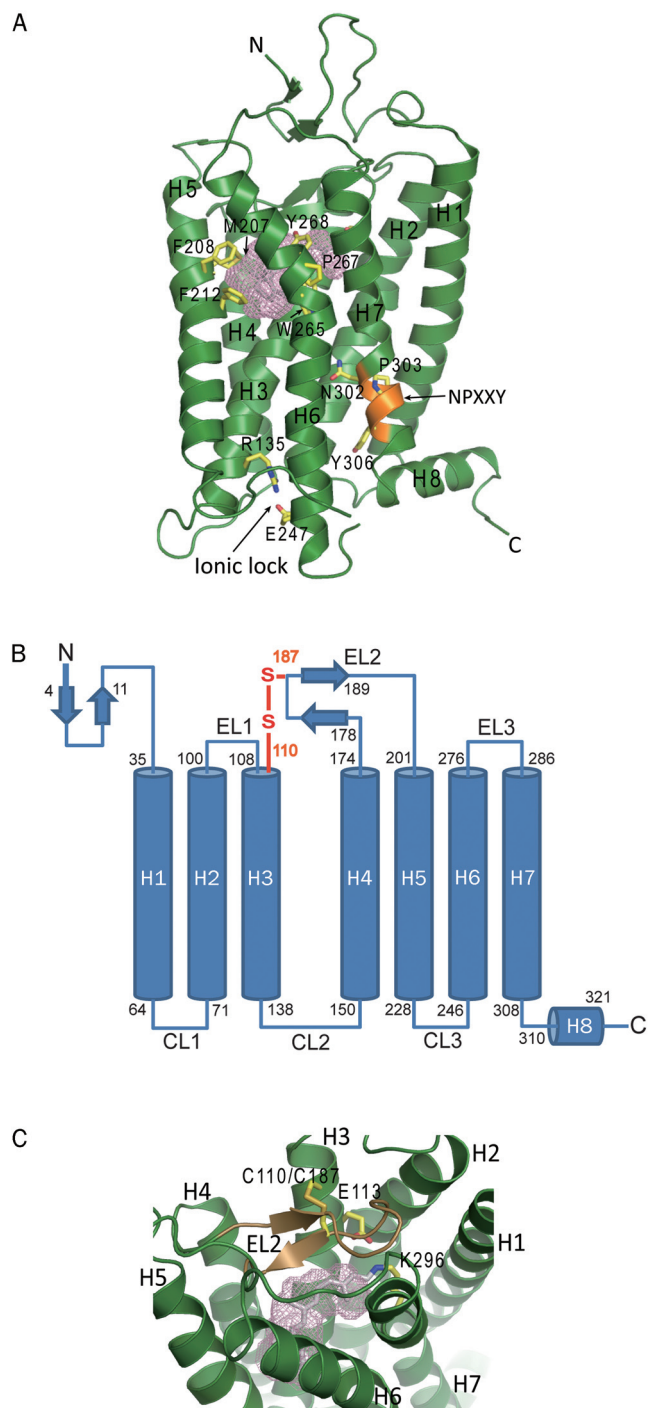 A
N
H5
H2
H1
M207
Y268
F208
P267
F212
W265
H7
H4
P303
H3
N302
NPXXY
H6
R135
Y306
H8
E247
C
Ionic lock
B
N
187
EL2
4
11
S
189
S
178
EL1
110
EL3
35
100
108
174
201
276
286
H1
H2
H3
H4
H5
H6
H7
64
71
138
150
228
246
308
321
310
H8
C
CL1
CL2
CL3
C
H3
H2
C110/C187
E113
H4
H1
EL2
K296
H5
H6
H7